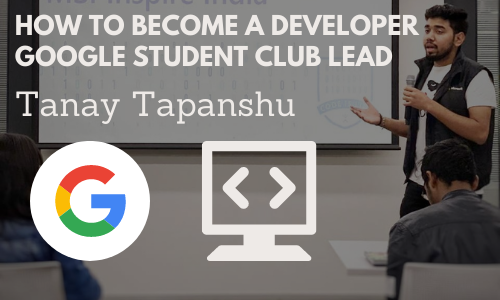 HOW TO BECOME A DEVELOPER
GOOGLE STUDENT CLUB LEAD
Tanay Tapanshu